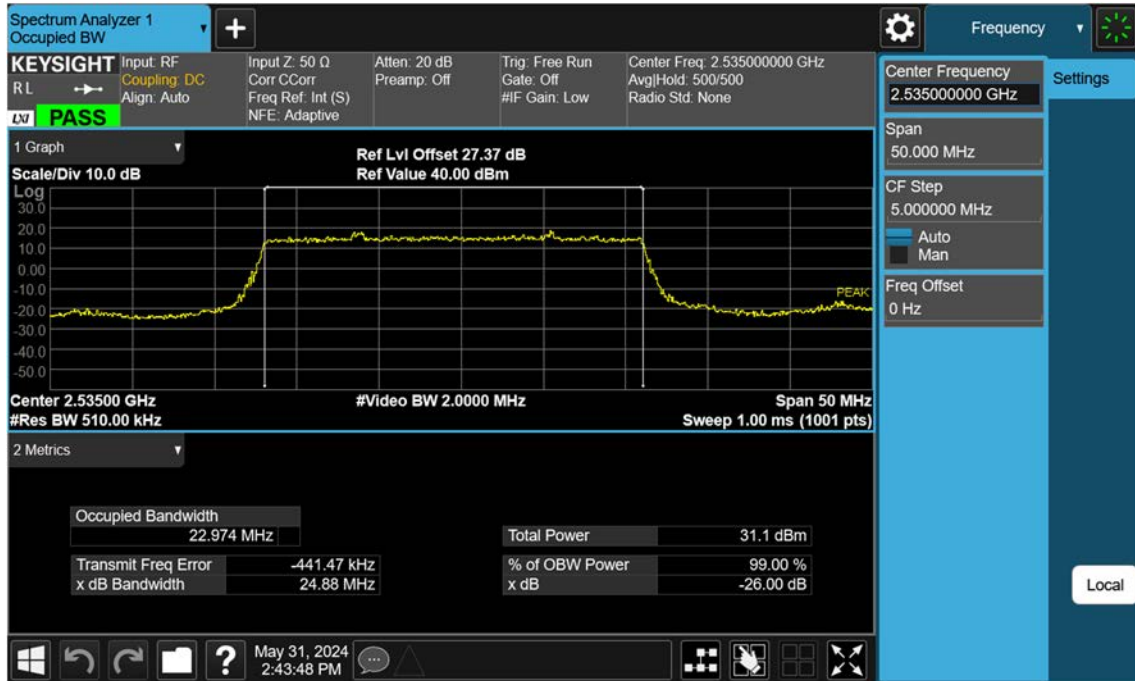 Spectrum Analyzer 1
Occupied BW
+
Frequency
KEYSIGHT
R L
LXI PASS
Input: RF
Coupling: DC
Align: Auto
Input Z: 50 Ω
Corr CCorr
Freq Ref: Int (S)
NFE: Adaptive
Atten: 20 dB
Preamp: Off
Trig: Free Run
Gate: Off
#IF Gain: Low
Center Freq: 2.535000000 GHz
Avg|Hold: 500/500
Radio Std: None
Center Frequency
2.535000000 GHz
Settings
Span
50.000 MHz
CF Step
5.000000 MHz
Auto
Man
Freq Offset
0 Hz
Local
1 Graph
Scale/Div 10.0 dB
Ref Lvl Offset 27.37 dB
Ref Value 40.00 dBm
Log
30.0
20.0
10.0
0.00
-10.0
-20.0
-30.0
-40.0
-50.0
PEAK
Center 2.53500 GHz
#Video BW 2.0000 MHz
Span 50 MHz
#Res BW 510.00 kHz
Sweep 1.00 ms (1001 pts)
2 Metrics
Occupied Bandwidth
22.974 MHz
Total Power 31.1 dBm
Transmit Freq Error -441.47 kHz
% of OBW Power 99.00 %
x dB Bandwidth 24.88 MHz
x dB -26.00 dB
?
May 31, 2024
2:43:48 PM